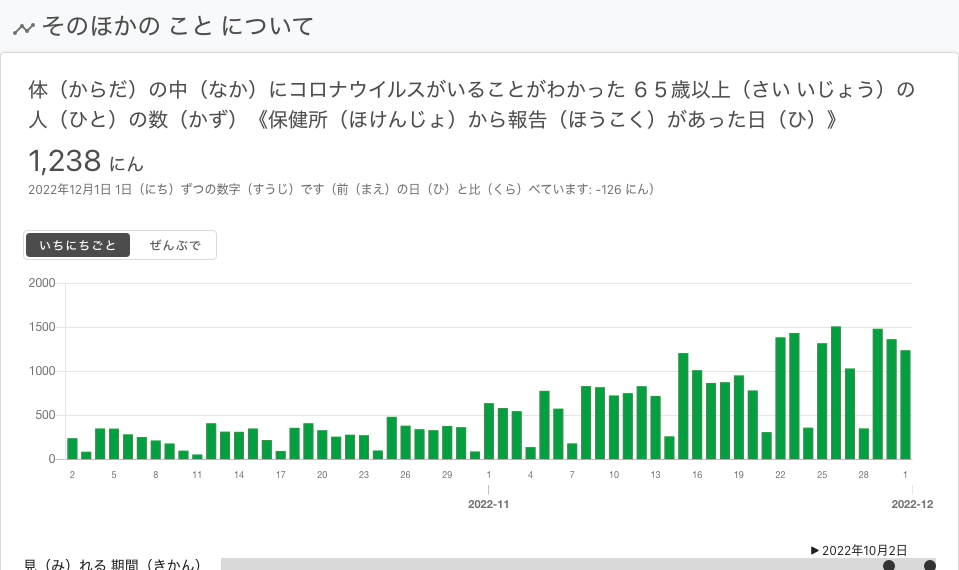 そのほかの こと について
体（からだ）の中（なか）にコロナウイルスがいることがわかった ６５歳以上（さい いじょう）の
人（ひと）の数（かず）《保健所（ほけんじょ）から報告（ほうこく）があった日（ひ）》
1,238 にん
2022年12月1日 1日（にち）ずつの数字（すうじ）です（前（まえ）の日（ひ）と比（くら）べています: -126 にん）
いちにちごと ぜんぶで
2000
1500
1000
500
0
2 5 8 11 14 17 20 23 26 29 1 4 7 10 13 16 19 22 25 28 1
2022-11 2022-12
▶ 2022年10月2日
見（み）れる 期間（きかん）